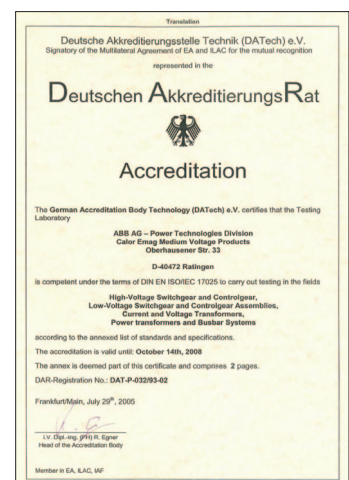 Translation
Deutsche Akkreditierungsstelle Technik (DATech) e.V.
Signatory of the Multilateral Agreement of EA and ILAC for the mutual recognition
represented in the
Deutschen AkkreditierungsRat
Accreditation
The German Accreditation Body Technology (DATech) e.V. certifies that the Testing
Laboratory
ABB AG – Power Technologies Division
Calor Emag Medium Voltage Products
Oberhausener Str. 33
D-40472 Ratingen
is competent under the terms of DIN EN ISO/IEC 17025 to carry out testing in the fields
High-Voltage Switchgear and Controlgear,
Low-Voltage Switchgear and Controlgear Assemblies,
Current and Voltage Transformers,
Power transformers and Busbar Systems
according to the annexed list of standards and specifications.
The accreditation is valid until: October 14th, 2008
The annex is deemed part of this certificate and comprises 2 pages.
DAR-Registration No.: DAT-P-032/93-02
Frankfurt/Main, July 29th, 2005
i.V. Dipl.-Ing. (FH) R. Egner
Head of the Accreditation Body
Member in EA, ILAC, IAF